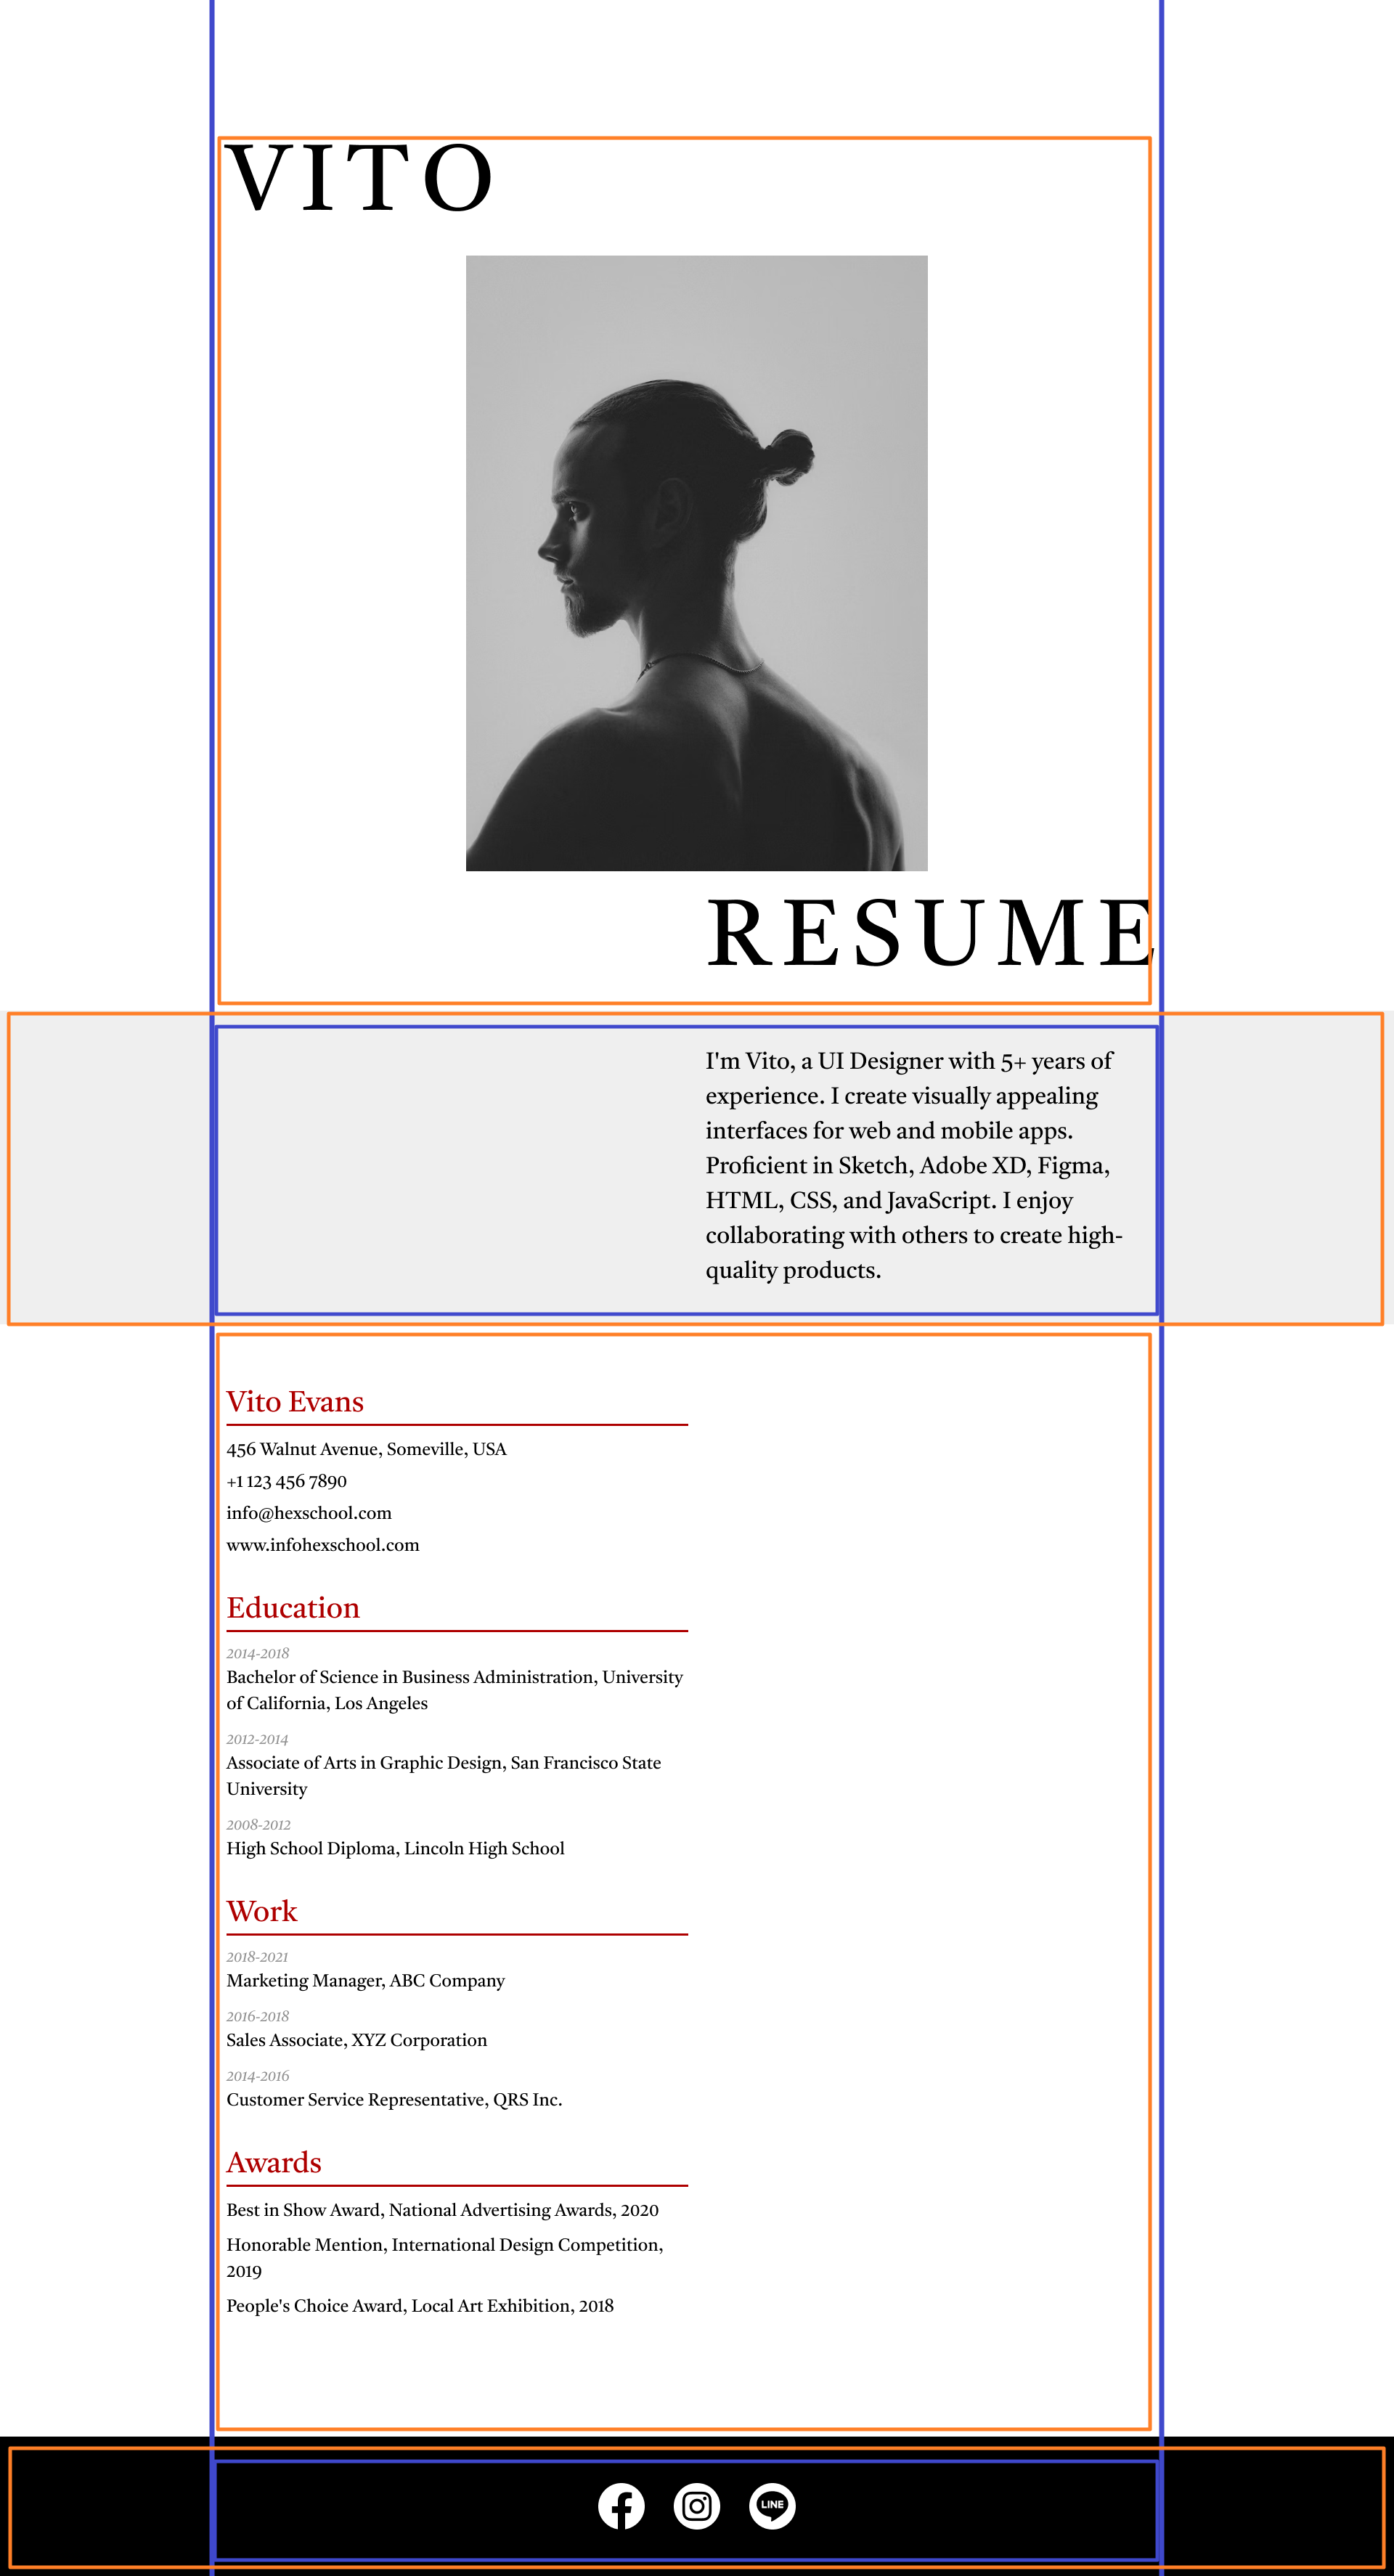 VITO
RESUME
I'm Vito, a UI Designer with 5+ years of
experience. I create visually appealing
interfaces for web and mobile apps.
Proficient in Sketch, Adobe XD, Figma,
HTML, CSS, and JavaScript. I enjoy
collaborating with others to create high-
quality products.
Vito Evans
456 Walnut Avenue, Someville, USA
+1 123 456 7890
info@hexschool.com
www.infohexschool.com
Education
2014-2018
Bachelor of Science in Business Administration, University
of California, Los Angeles
2012-2014
Associate of Arts in Graphic Design, San Francisco State
University
2008-2012
High School Diploma, Lincoln High School
Work
2018-2021
Marketing Manager, ABC Company
2016-2018
Sales Associate, XYZ Corporation
2014-2016
Customer Service Representative, QRS Inc.
Awards
Best in Show Award, National Advertising Awards, 2020
Honorable Mention, International Design Competition,
2019
People's Choice Award, Local Art Exhibition, 2018
LINE